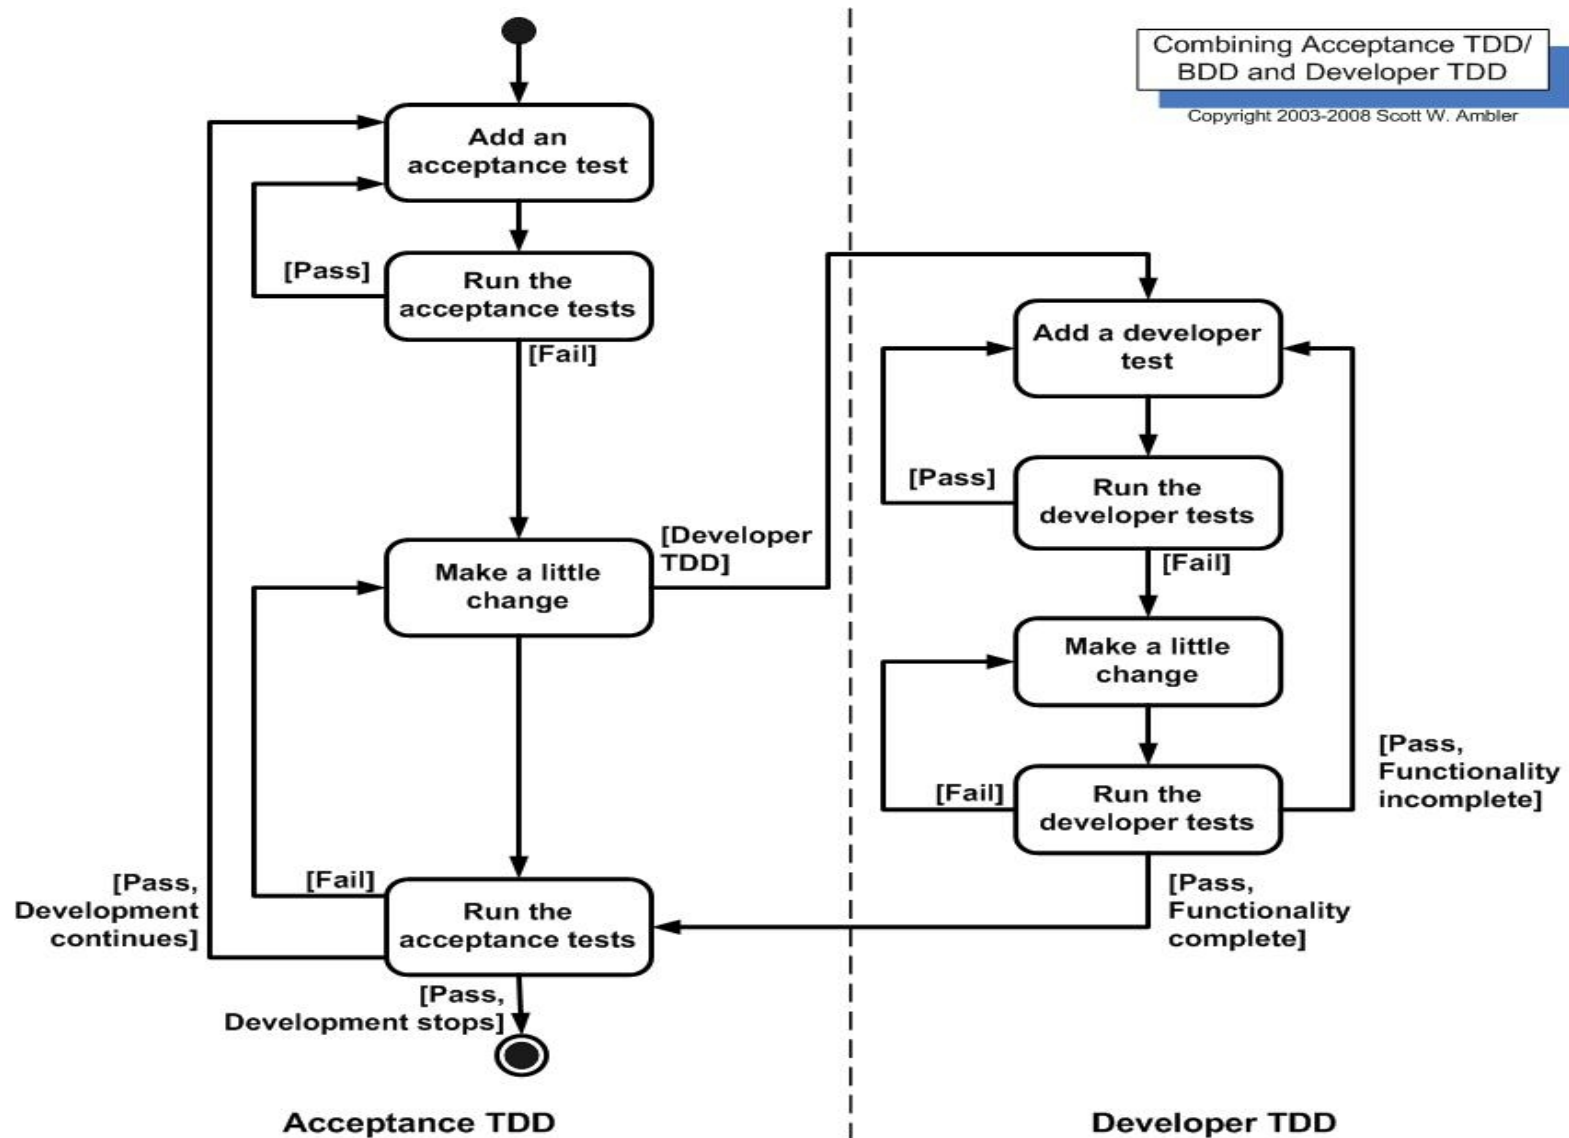 Combining Acceptance TDD/
BDD and Developer TDD
Copyright 2003-2008 Scott W. Ambler
Add an
acceptance test
[Pass]
Run the
acceptance tests
[Fail]
Make a little
change
[Developer
TDD]
[Fail]
Run the
acceptance tests
[Pass,
Development
continues]
[Pass,
Development stops]
Acceptance TDD
Add a developer
test
[Pass]
Run the
developer tests
[Fail]
Make a little
change
[Fail]
Run the
developer tests
[Pass,
Functionality
incomplete]
[Pass,
Functionality
complete]
Developer TDD